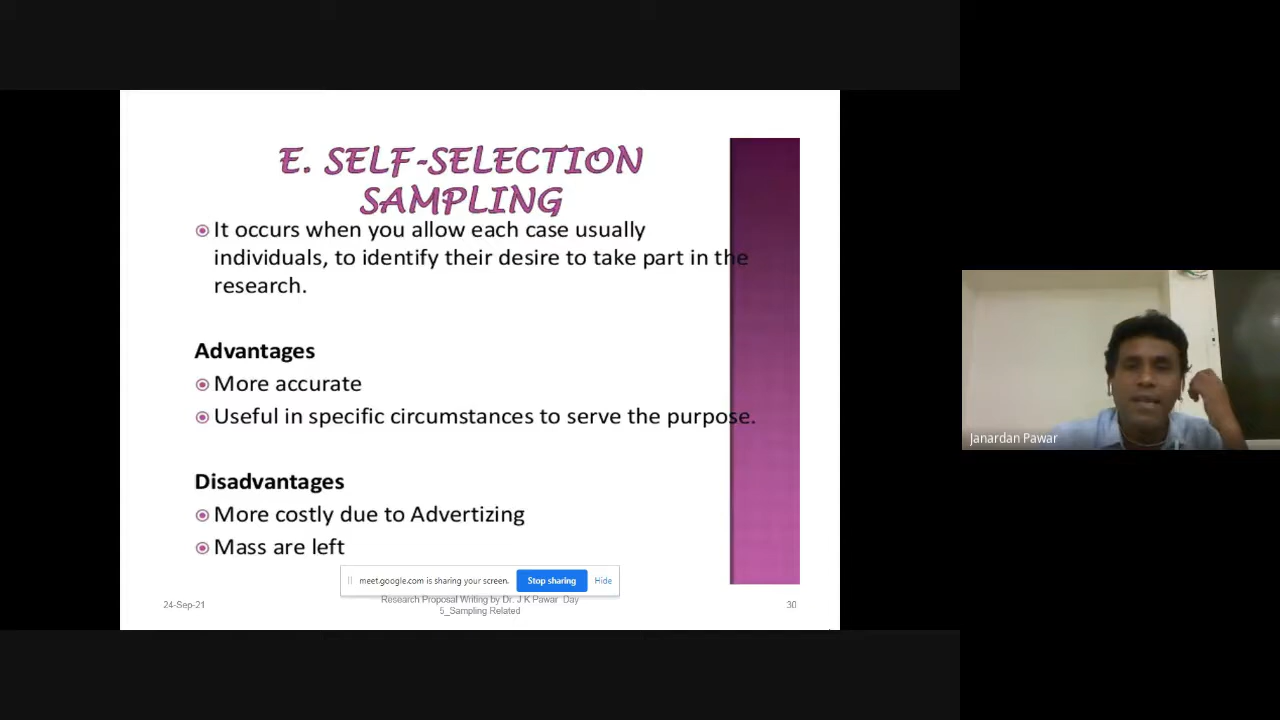 E. SELF-SELECTION
SAMPLING
It occurs when you allow each case usually
individuals, to identify their desire to take part in the
research.
Advantages
More accurate
Useful in specific circumstances to serve the purpose.
Disadvantages
More costly due to Advertizing
Mass are left
meet.google.com is sharing your screen.
Stop sharing
Hide
24-Sep-21
Research Proposal Writing by Dr. J K Pawar Day
5_Sampling Related
30
Janardan Pawar